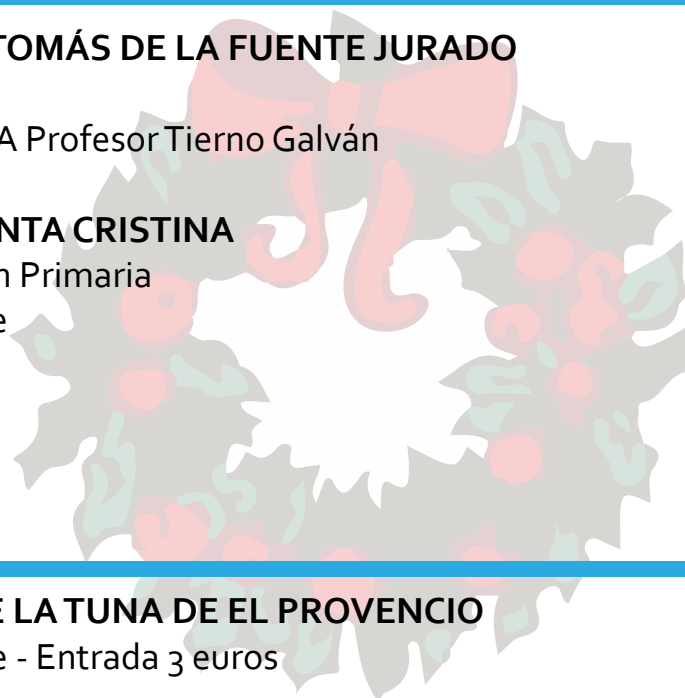 TOMÁS DE LA FUENTE JURADO
A Profesor Tierno Galván
NTA CRISTINA
n Primaria
e
E LA TUNA DE EL PROVENCIO
e - Entrada 3 euros